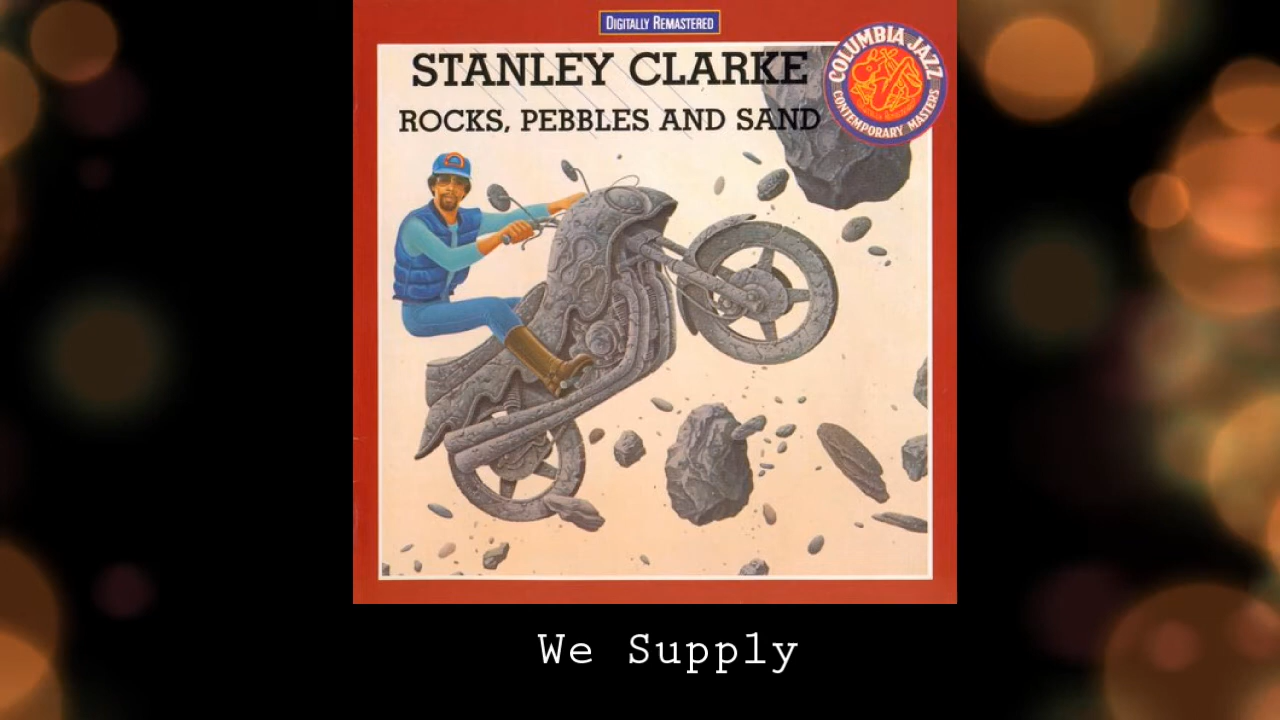 DIGITALLY REMASTERED
STANLEY CLARKE
ROCKS, PEBBLES AND SAND
COLUMBIA JAZZ
CONTEMPORARY MASTERS
We Supply